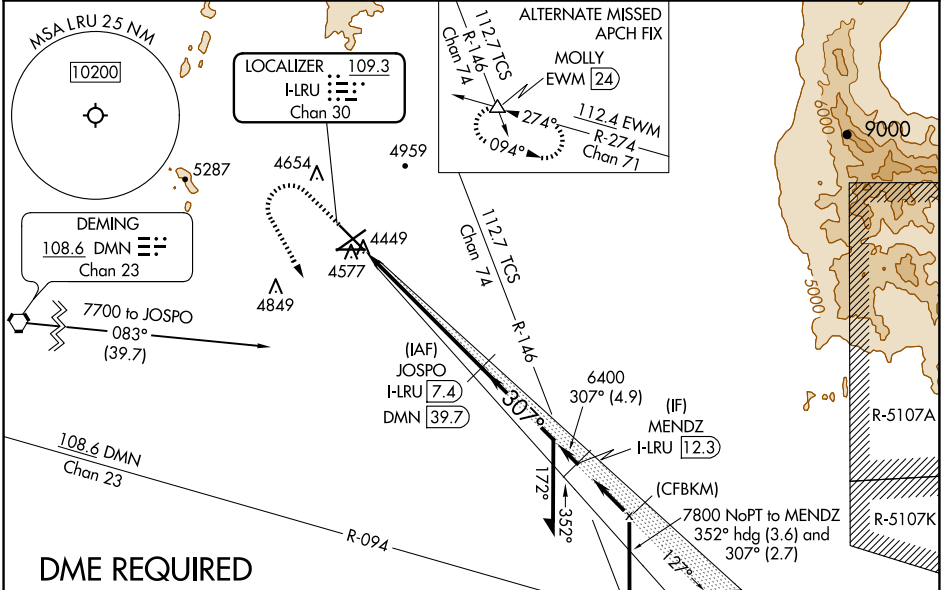 MSA LRU 25 NM
10200
5287
LOCALIZER 109.3
I-LRU
Chan 30
ALTERNATE MISSED
APCH FIX
112.7 TCS
R-146
Chan 74
MOLLY
EWM 24
274°
094°
112.4 EWM
R-274
Chan 71
6000
9000
5000
4654
4959
4449
4577
4849
DEMING
108.6 DMN
Chan 23
7700 to JOSPO
083°
(39.7)
112.7 TCS
Chan 74
R-146
(IAF)
JOSPO
I-LRU 7.4
DMN 39.7
307°
6400
307° (4.9)
(IF)
MENDZ
I-LRU 12.3
R-5107A
R-5107K
172°
352°
(CFBKM)
7800 NoPT to MENDZ
352° hdg (3.6) and
307° (2.7)
127°
108.6 DMN
Chan 23
R-094
DME REQUIRED